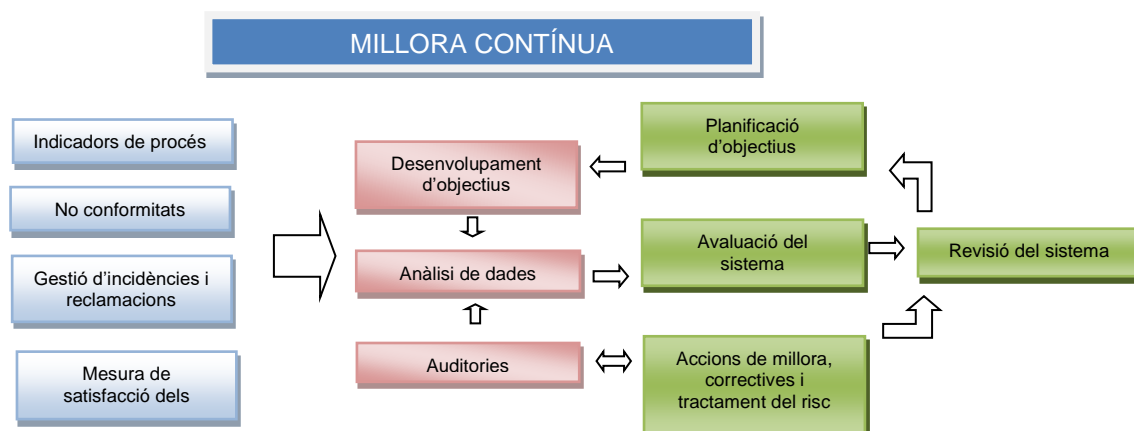 MILLORA CONTÍNUA
Indicadors de procés
No conformitats
Gestió d’incidències i
reclamacions
Mesura de
satisfacció dels
Desenvolupament
d’objectius
Anàlisi de dades
Auditories
Planificació
d’objectius
Avaluació del
sistema
Accions de millora,
correctives i
tractament del risc
Revisió del sistema